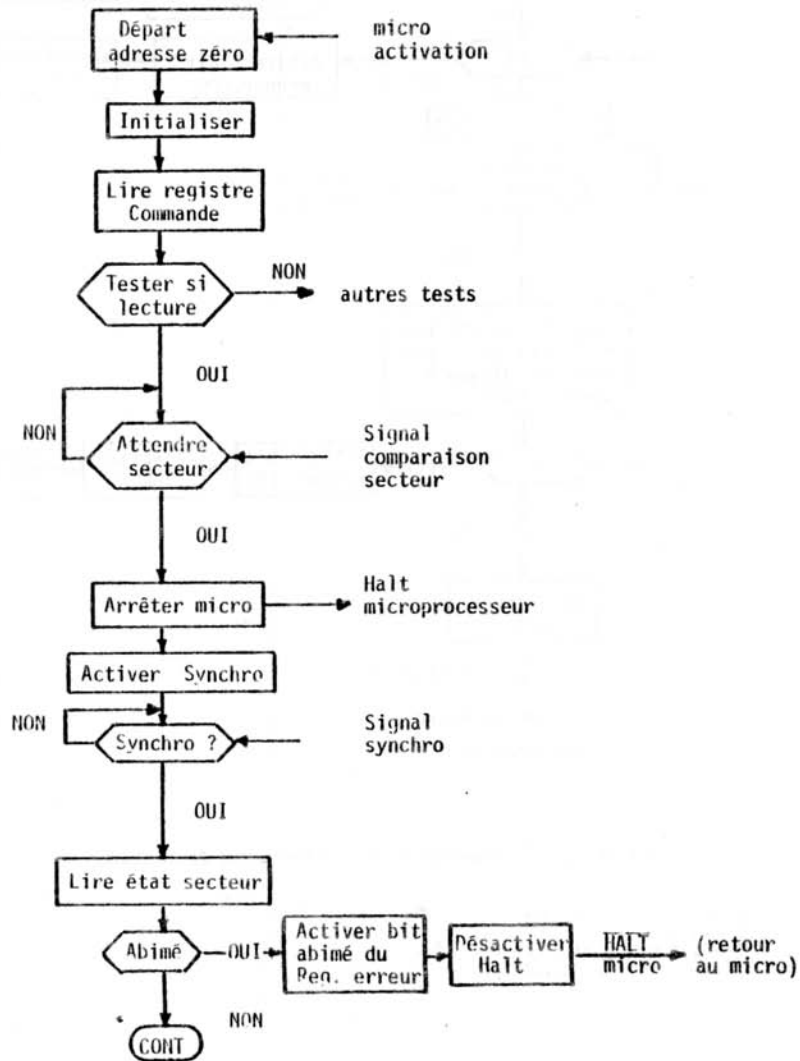 Départ
adresse zéro
micro
activation
Initialiser
Lire registre
Commande
Tester si
lecture
NON
autres tests
OUI
NON
Attendre
secteur
Signal
comparaison
secteur
OUI
Arrêter micro
Halt
microprocesseur
Activer Synchro
NON
Synchro ?
Signal
synchro
OUI
Lire état secteur
Abimé
OUI
Activer bit
abimé du
Reg. erreur
Désactiver
Halt
HALT
micro
(retour
au micro)
NON
CONT